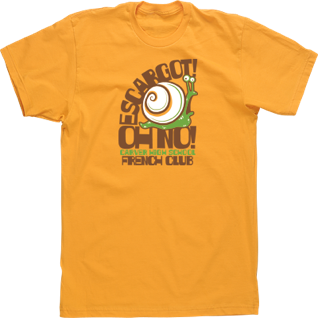 ESCARGOT!
OH NO!
CARVER HIGH SCHOOL
FRENCH CLUB